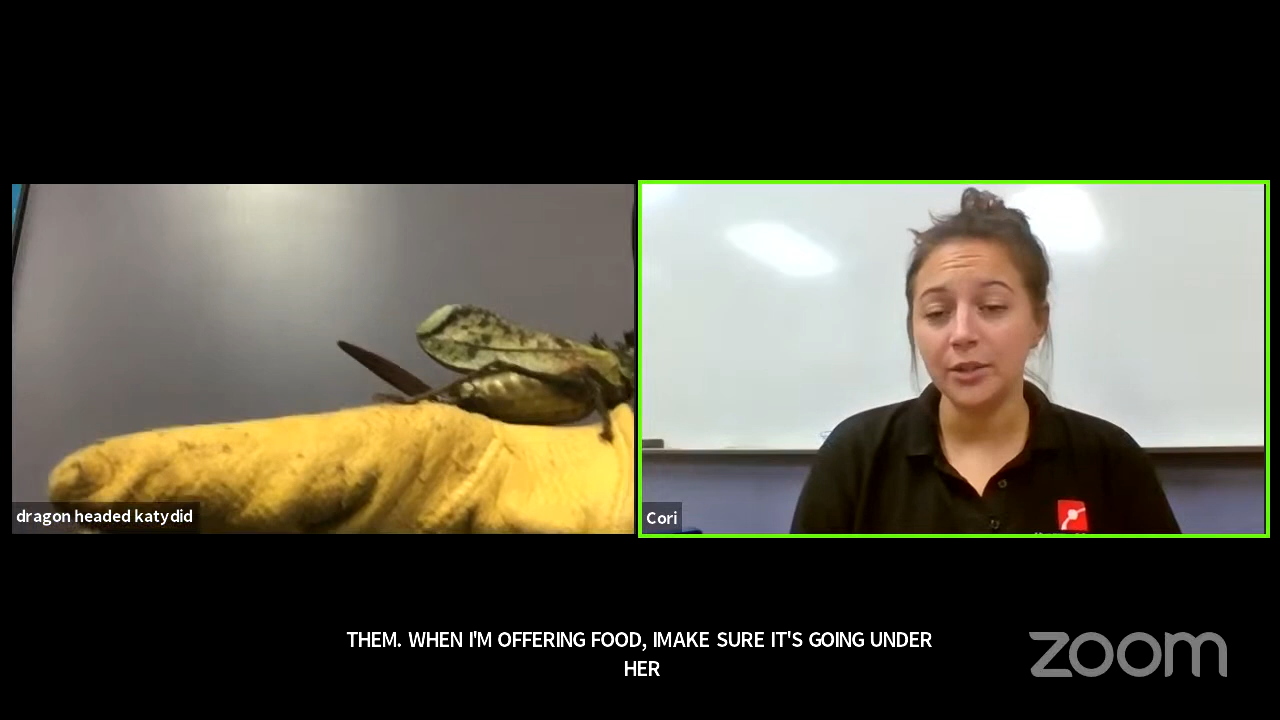 dragon headed katydid
Cori
THEM. WHEN I'M OFFERING FOOD, IMAKE SURE IT'S GOING UNDER
HER
zoom